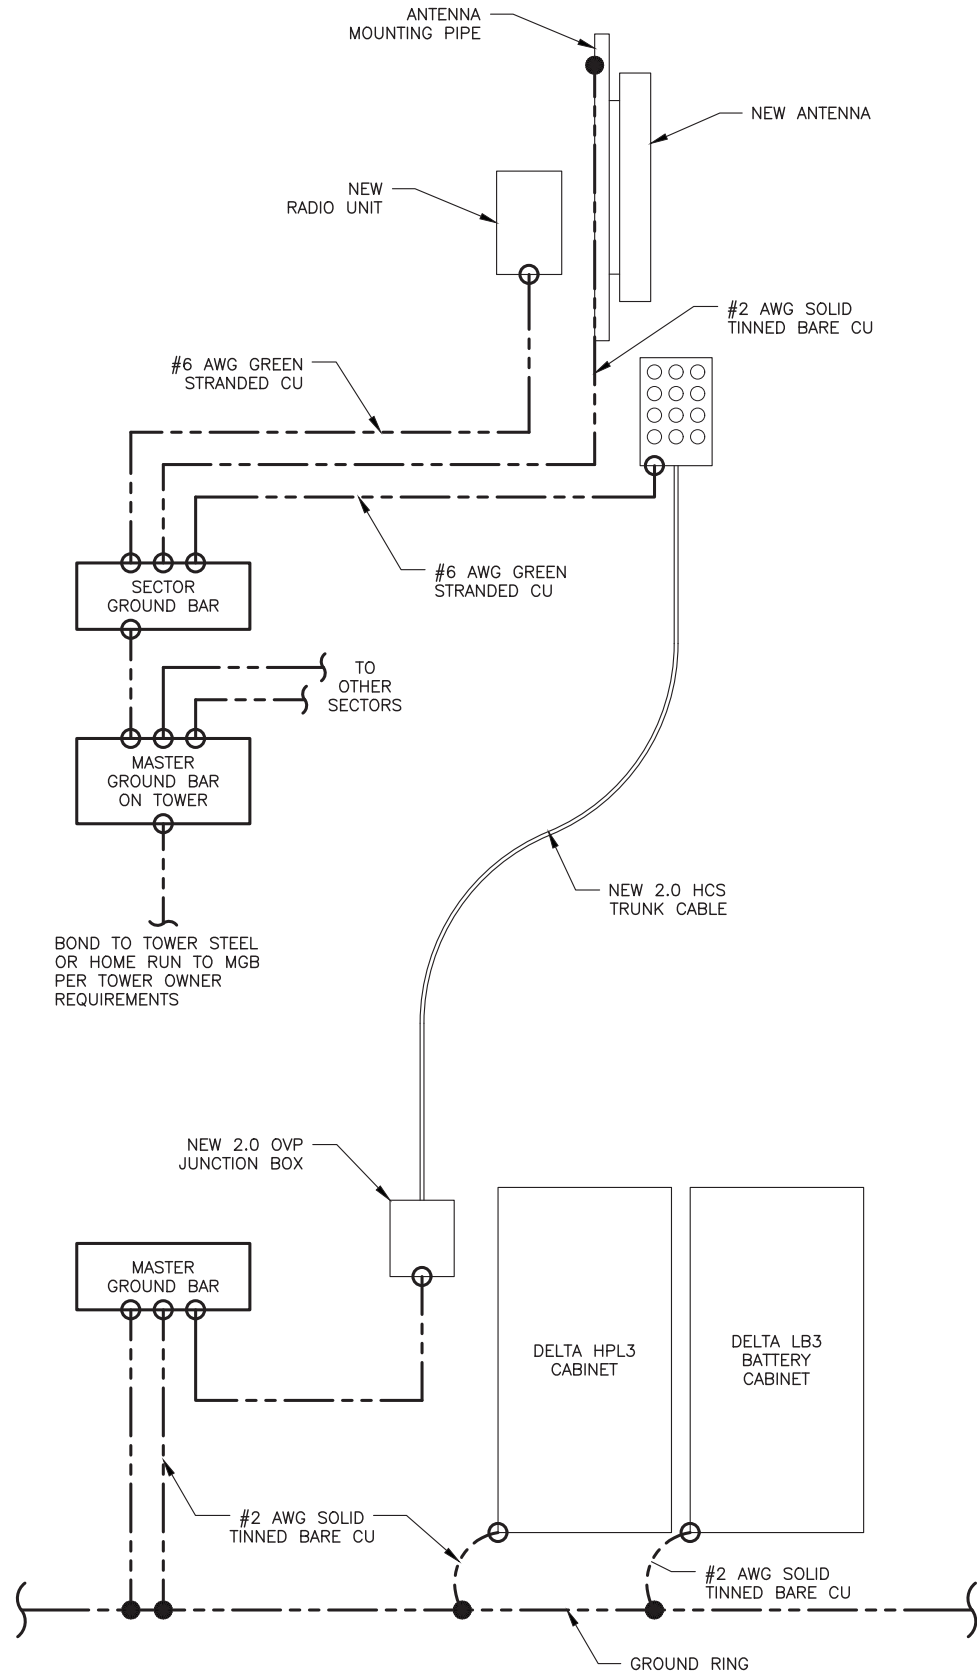 ANTENNA
MOUNTING PIPE
NEW ANTENNA
NEW
RADIO UNIT
#2 AWG SOLID
TINNED BARE CU
#6 AWG GREEN
STRANDED CU
#6 AWG GREEN
STRANDED CU
SECTOR
GROUND BAR
TO
OTHER
SECTORS
MASTER
GROUND BAR
ON TOWER
NEW 2.0 HCS
TRUNK CABLE
BOND TO TOWER STEEL
OR HOME RUN TO MGB
PER TOWER OWNER
REQUIREMENTS
NEW 2.0 OVP
JUNCTION BOX
MASTER
GROUND BAR
DELTA HPL3
CABINET
DELTA LB3
BATTERY
CABINET
#2 AWG SOLID
TINNED BARE CU
#2 AWG SOLID
TINNED BARE CU
GROUND RING